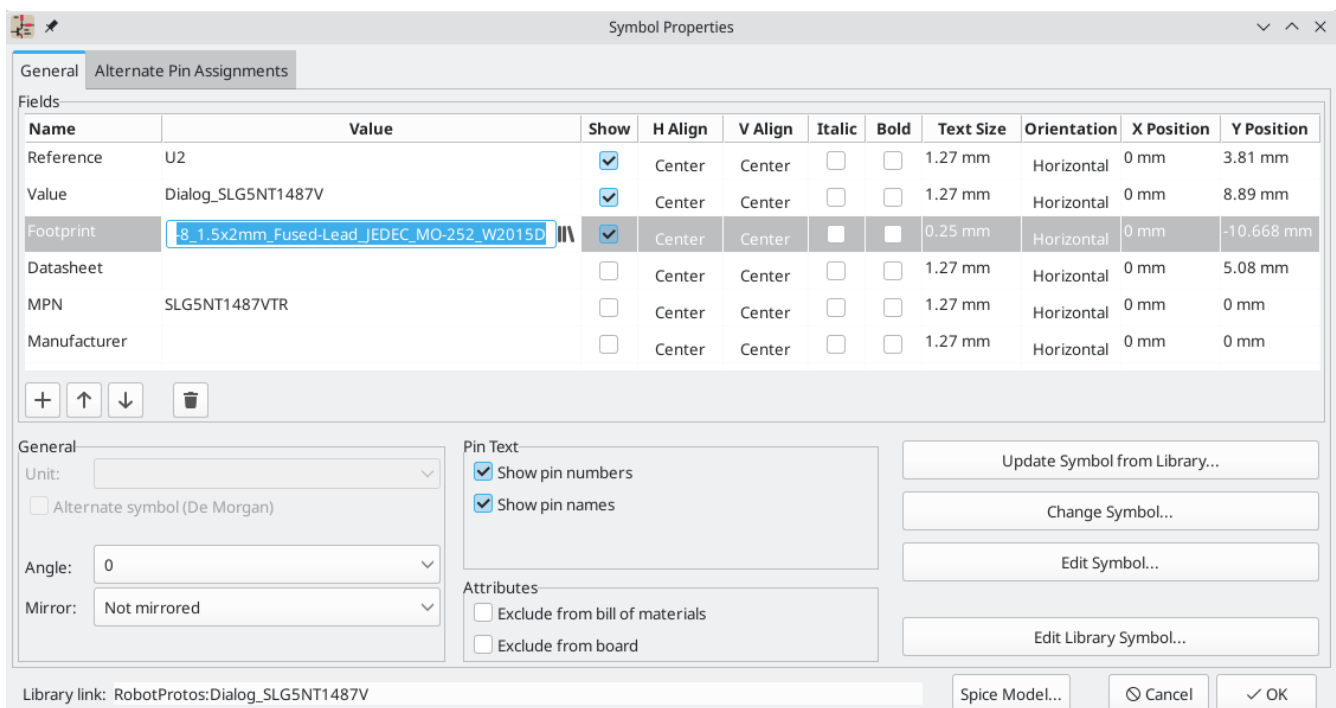 Symbol Properties
General Alternate Pin Assignments
Fields
Name Value Show H Align V Align Italic Bold Text Size Orientation X Position Y Position
Reference U2 Center Center 1.27 mm Horizontal 0 mm 3.81 mm
Value Dialog_SLG5NT1487V Center Center 1.27 mm Horizontal 0 mm 8.89 mm
Footprint -8_1.5x2mm_Fused-Lead_JEDEC_MO-252_W2015D Center Center 0.25 mm Horizontal 0 mm -10.668 mm
Datasheet Center Center 1.27 mm Horizontal 0 mm 5.08 mm
MPN SLG5NT1487VTR Center Center 1.27 mm Horizontal 0 mm 0 mm
Manufacturer Center Center 1.27 mm Horizontal 0 mm 0 mm
General
Unit:
Alternate symbol (De Morgan)
Angle: 0
Mirror: Not mirrored
Pin Text
Show pin numbers
Show pin names
Attributes
Exclude from bill of materials
Exclude from board
Update Symbol from Library...
Change Symbol...
Edit Symbol...
Edit Library Symbol...
Library link: RobotProtos:Dialog_SLG5NT1487V Spice Model... Cancel OK